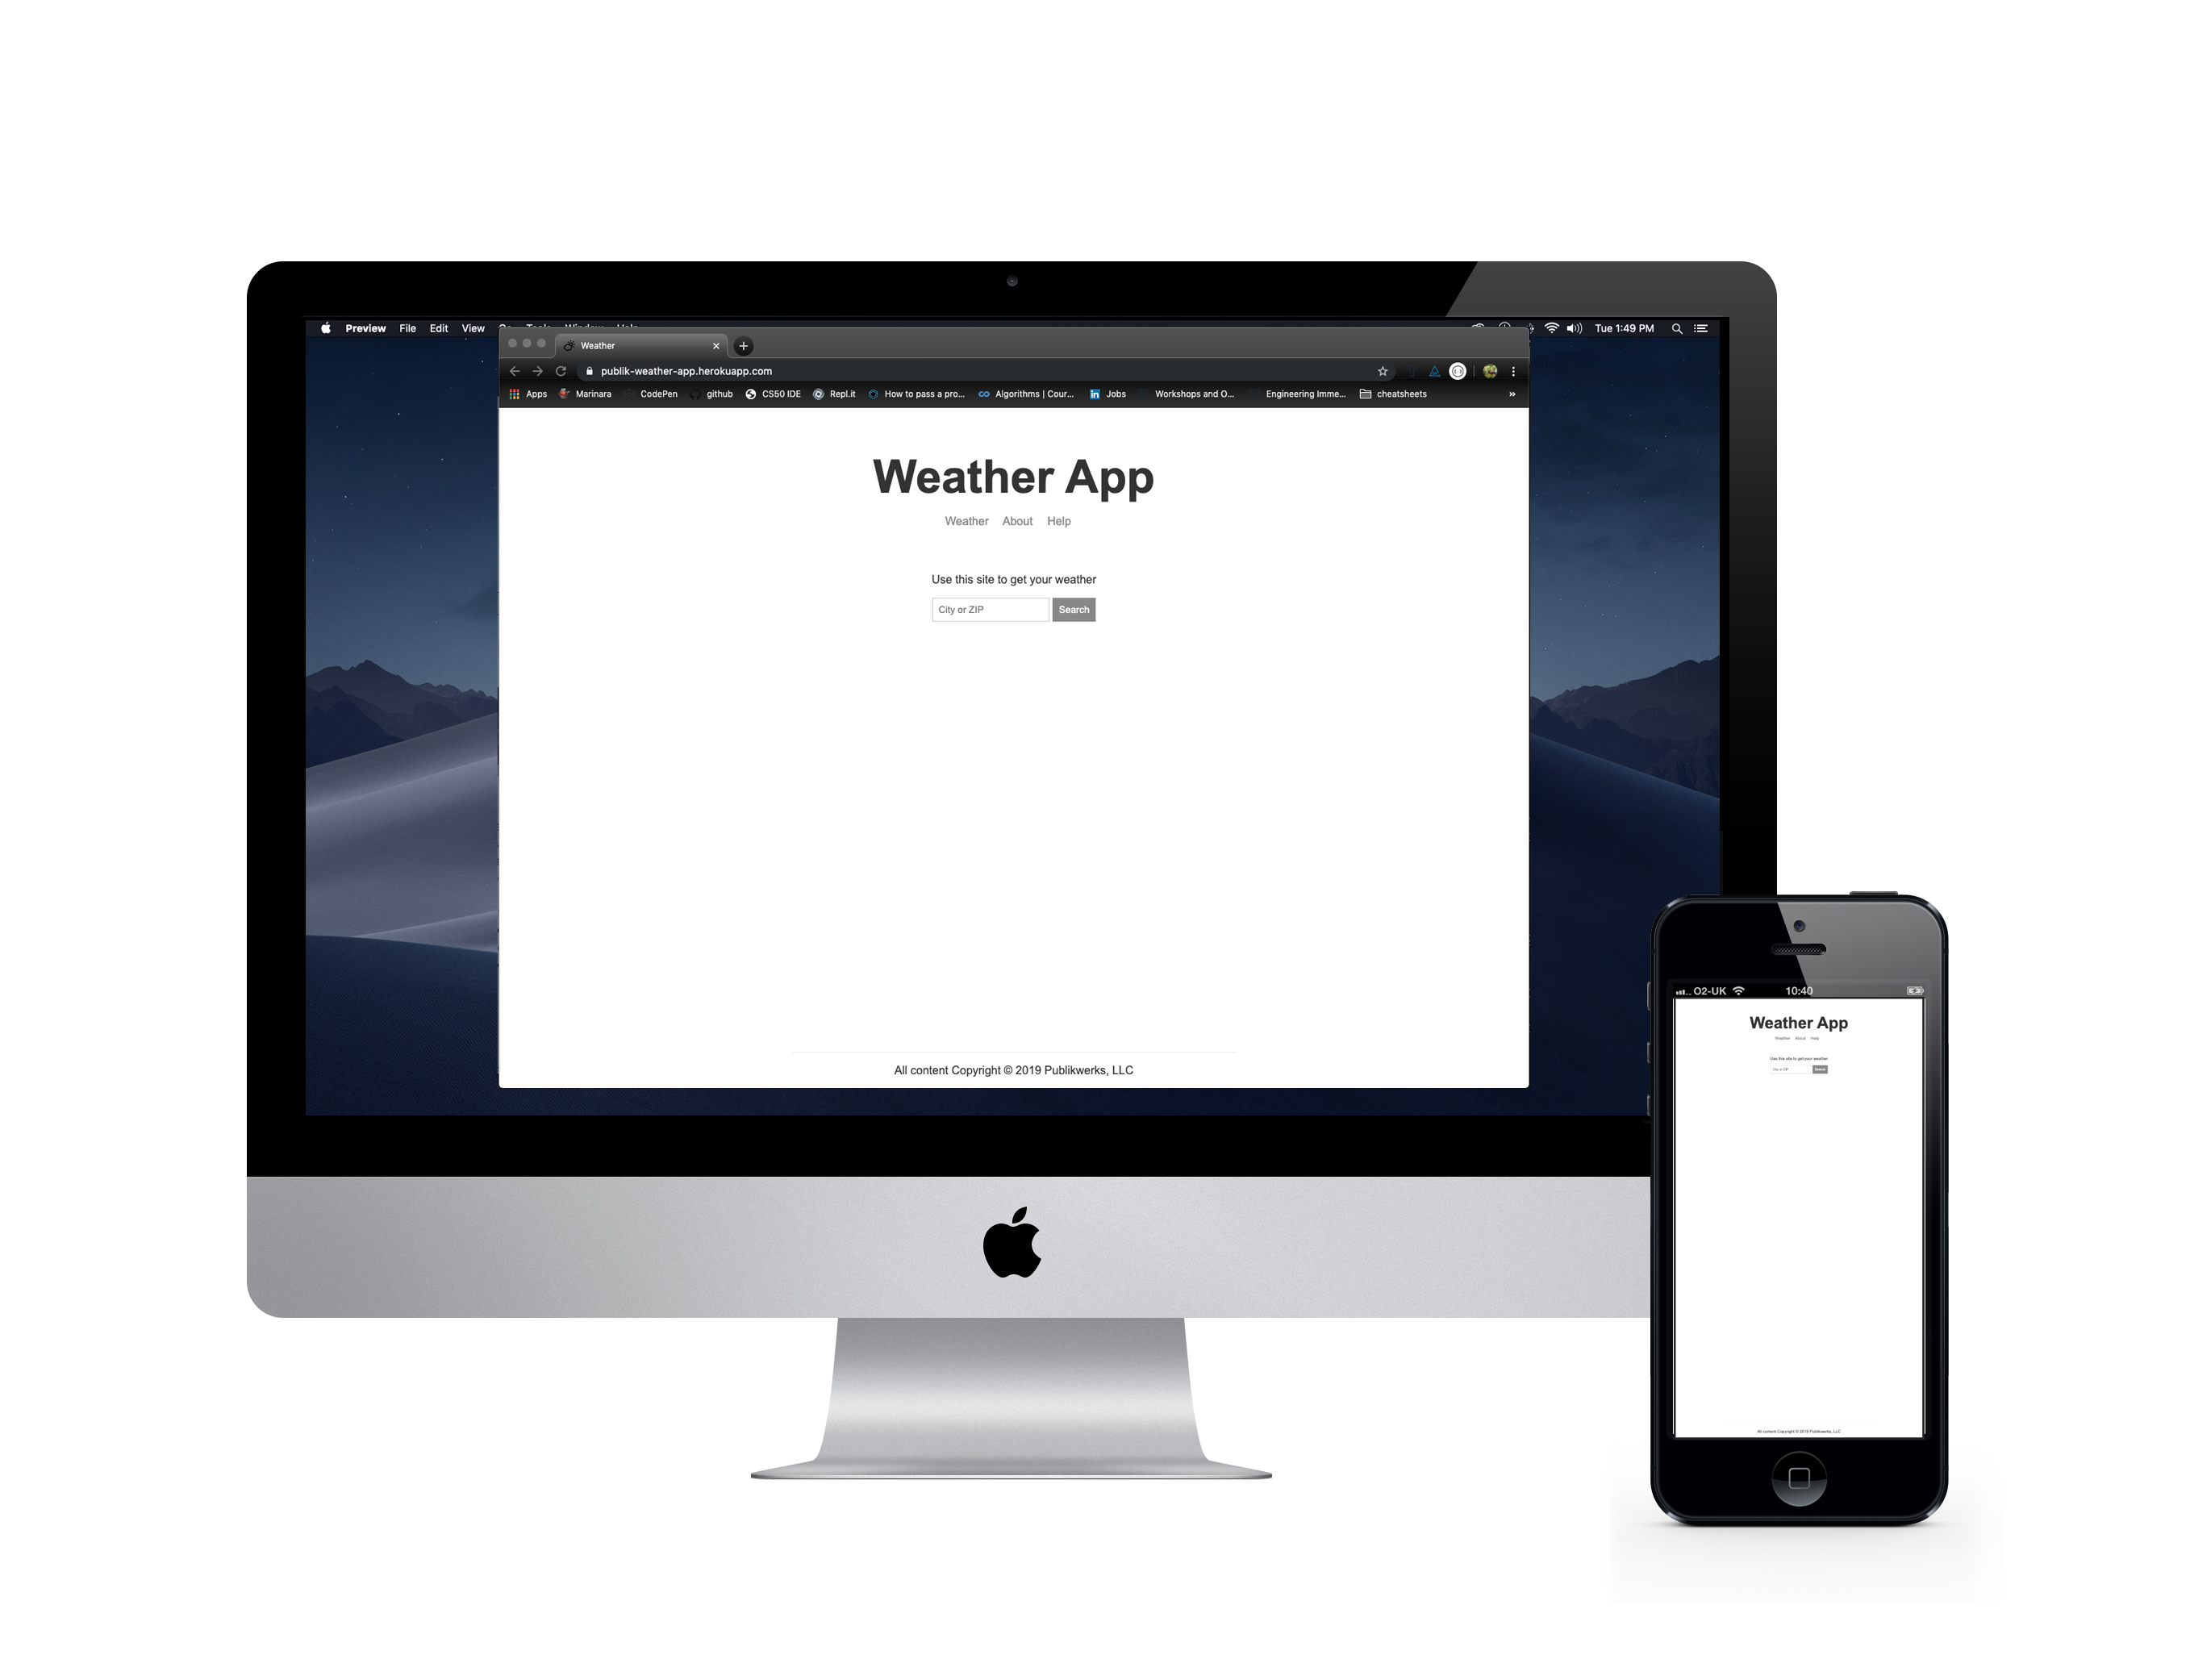 Preview File Edit View Tue 1:49 PM
Weather
publik-weather-app.herokuapp.com
Apps Marinara CodePen github CS50 IDE Repl.it How to pass a pro... Algorithms | Cour... Jobs Workshops and O... Engineering Imme... cheatsheets »
Weather App
Weather About Help
Use this site to get your weather
City or ZIP Search
All content Copyright © 2019 Publikwerks, LLC
O2-UK 10:40
Weather App
Weather About Help
Use this site to get your weather
City or ZIP Search
All content Copyright © 2019 Publikwerks, LLC